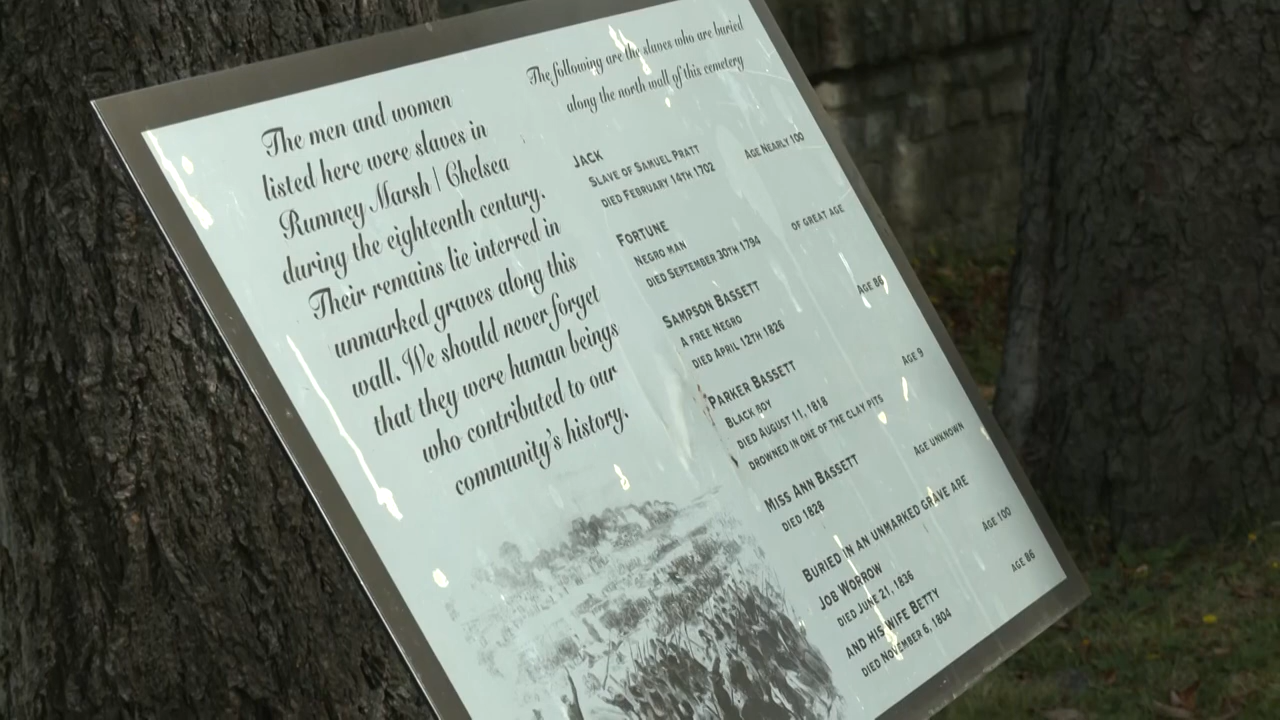 The men and women
listed here were slaves in
Rumney Marsh | Chelsea
during the eighteenth century.
Their remains lie interred in
unmarked graves along this
wall. We should never forget
that they were human beings
who contributed to our
community's history.
The following are the slaves who are buried
along the north wall of this cemetery
JACK
SLAVE OF SAMUEL PRATT AGE NEARLY 100
DIED FEBRUARY 14TH 1702
FORTUNE
NEGRO MAN OF GREAT AGE
DIED SEPTEMBER 30TH 1794
SAMPSON BASSETT
A FREE NEGRO AGE 86
DIED APRIL 12TH 1826
PARKER BASSETT
BLACK BOY AGE 9
DIED AUGUST 11, 1818
DROWNED IN ONE OF THE CLAY PITS
MISS ANN BASSETT AGE UNKNOWN
DIED 1828
BURIED IN AN UNMARKED GRAVE ARE
JOB WORROW AGE 100
DIED JUNE 21, 1836
AND HIS WIFE BETTY AGE 86
DIED NOVEMBER 6, 1804